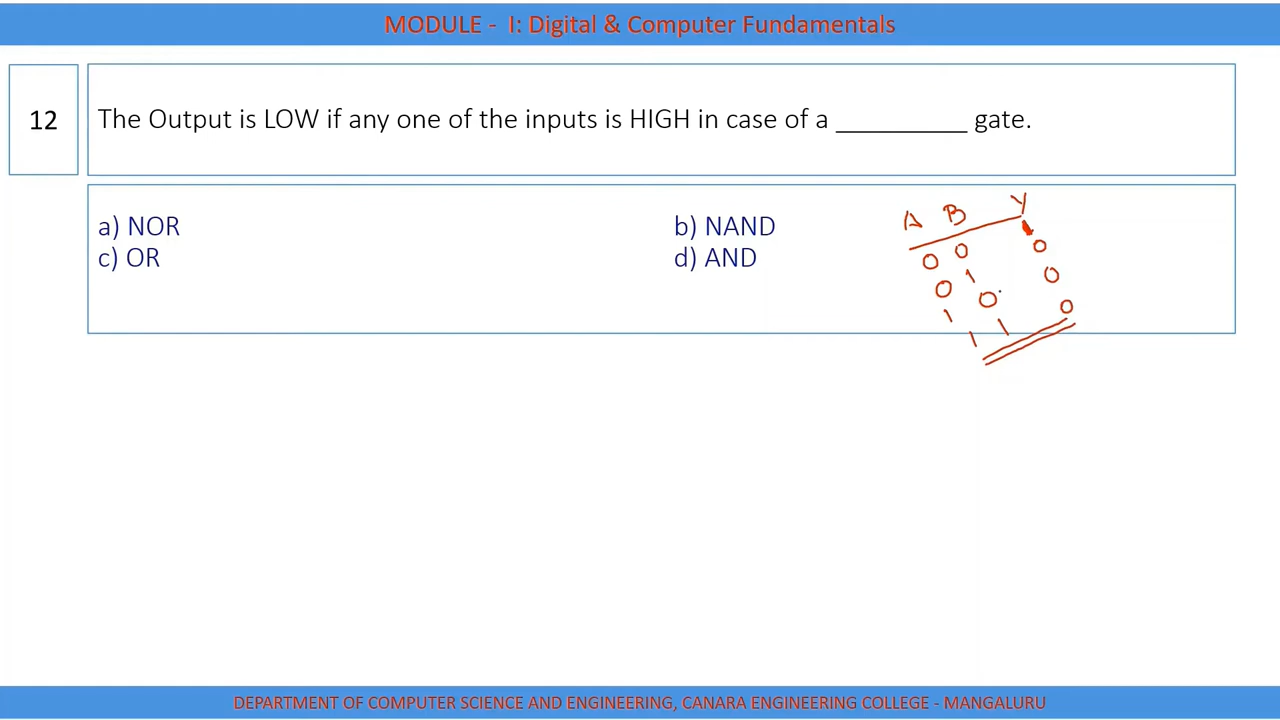 MODULE - I: Digital & Computer Fundamentals
12
The Output is LOW if any one of the inputs is HIGH in case of a __________ gate.
a) NOR b) NAND
c) OR d) AND
A B Y
0 0 1
0 1 0
1 0 0
1 1 0
DEPARTMENT OF COMPUTER SCIENCE AND ENGINEERING, CANARA ENGINEERING COLLEGE - MANGALURU